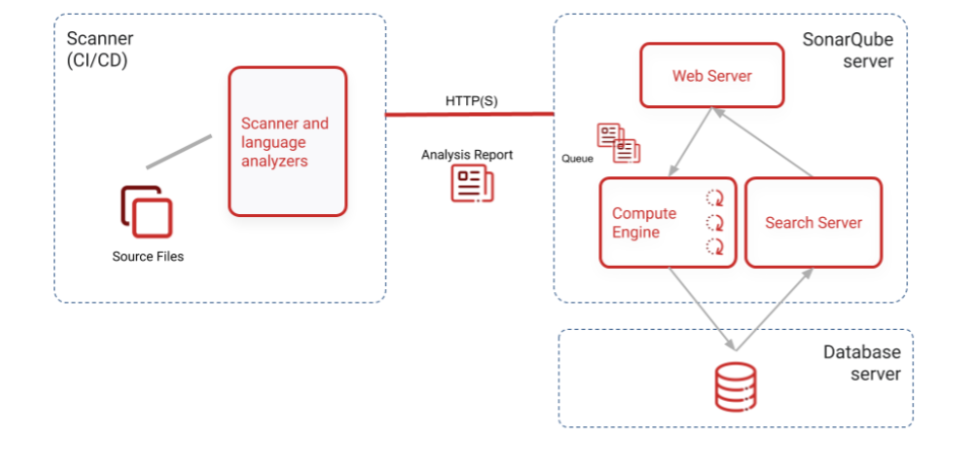 Scanner
(CI/CD)
Scanner and
language
analyzers
Source Files
HTTP(S)
Analysis Report
SonarQube
server
Web Server
Queue
Compute
Engine
Search Server
Database
server